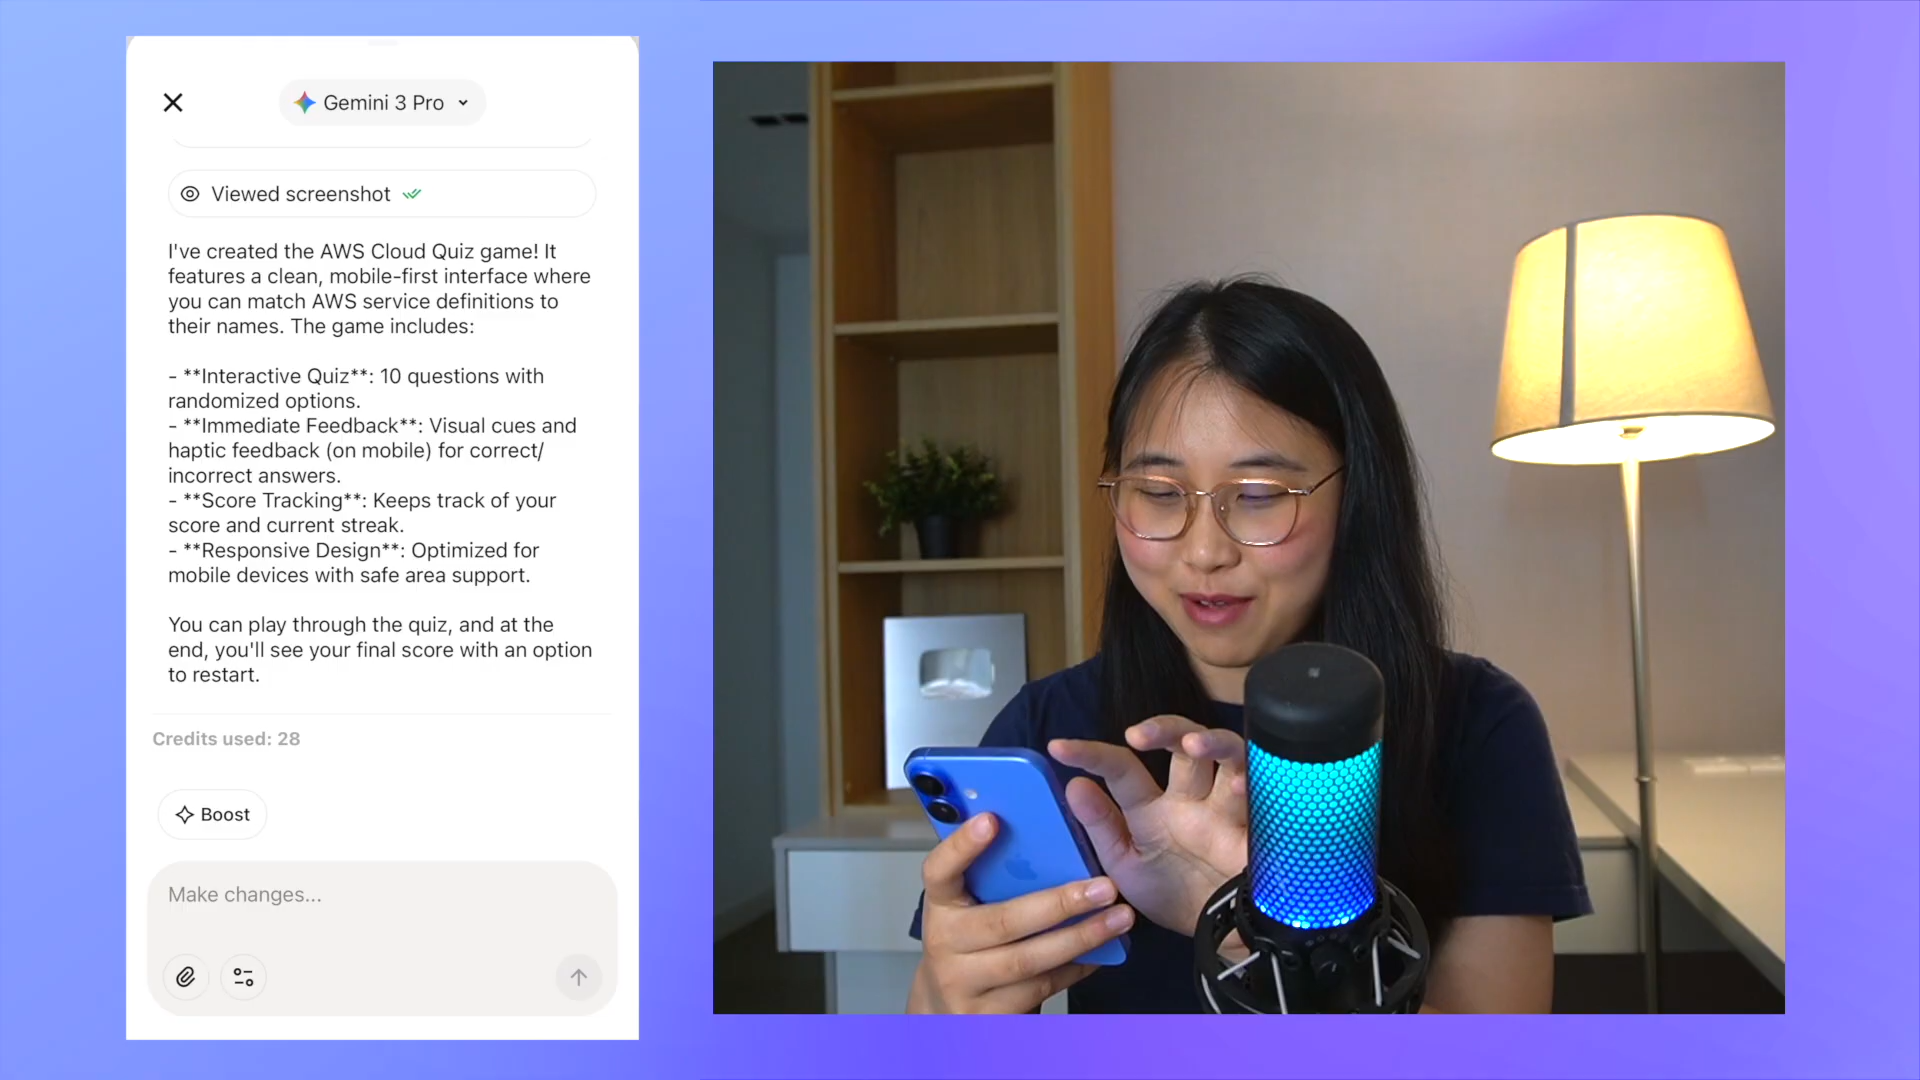 Gemini 3 Pro
Viewed screenshot
I've created the AWS Cloud Quiz game! It
features a clean, mobile-first interface where
you can match AWS service definitions to
their names. The game includes:
- **Interactive Quiz**: 10 questions with
randomized options.
- **Immediate Feedback**: Visual cues and
haptic feedback (on mobile) for correct/
incorrect answers.
- **Score Tracking**: Keeps track of your
score and current streak.
- **Responsive Design**: Optimized for
mobile devices with safe area support.
You can play through the quiz, and at the
end, you'll see your final score with an option
to restart.
Credits used: 28
Boost
Make changes...